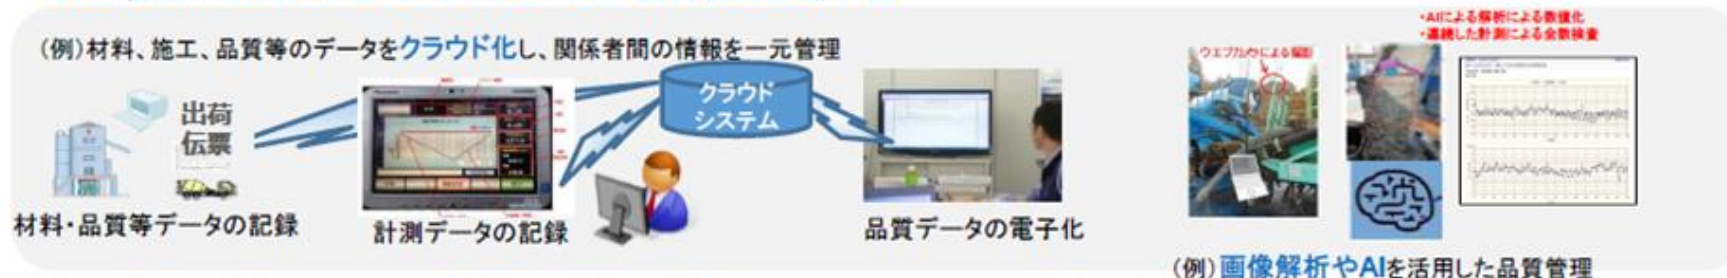 (例)材料、施工、品質等のデータをクラウド化し、関係者間の情報を一元管理
・AIによる解析による数値化
・連続した計測による全数検査
ウェブカメラによる撮影
クラウド
システム
出荷
伝票
材料・品質等データの記録
計測データの記録
品質データの電子化
(例)画像解析やAIを活用した品質管理